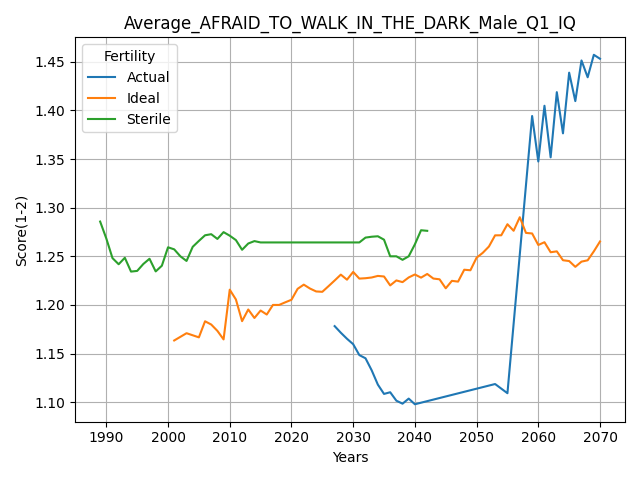 Average_AFRAID_TO_WALK_IN_THE_DARK_Male_Q1_IQ
Fertility
Actual
Ideal
Sterile
Score(1-2)
1.45
1.40
1.35
1.30
1.25
1.20
1.15
1.10
1990 2000 2010 2020 2030 2040 2050 2060 2070
Years